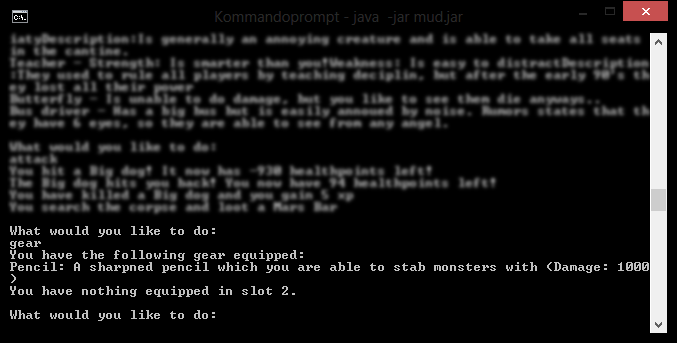 Kommandoprompt - java -jar mud.jar
iatyDescription:Is generally an annoying creature and is able to take all seats
in the cantine.
Teacher - Strength: Is smarter than you!Weakness: Is easy to distractDescription
:They used to rule all players by teaching deciplin, but after the early 90's th
ey lost all their power
Butterfly - Is unable to do damage, but you like to see them die anyways..
Bus driver - Has a big bus but is easily annoued by noise. Rumors states that th
ey have 6 eyes, so they are able to see from any angel.
What would you like to do:
attack
You hit a Big dog! It now has -930 healthpoints left!
The Big dog hits you back! You now have 94 healthpoints left!
You have killed a Big dog and you gain 5 xp
You search the corpse and loot a Mars Bar
What would you like to do:
gear
You have the following gear equipped:
Pencil: A sharpned pencil which you are able to stab monsters with (Damage: 1000
)
You have nothing equipped in slot 2.
What would you like to do: